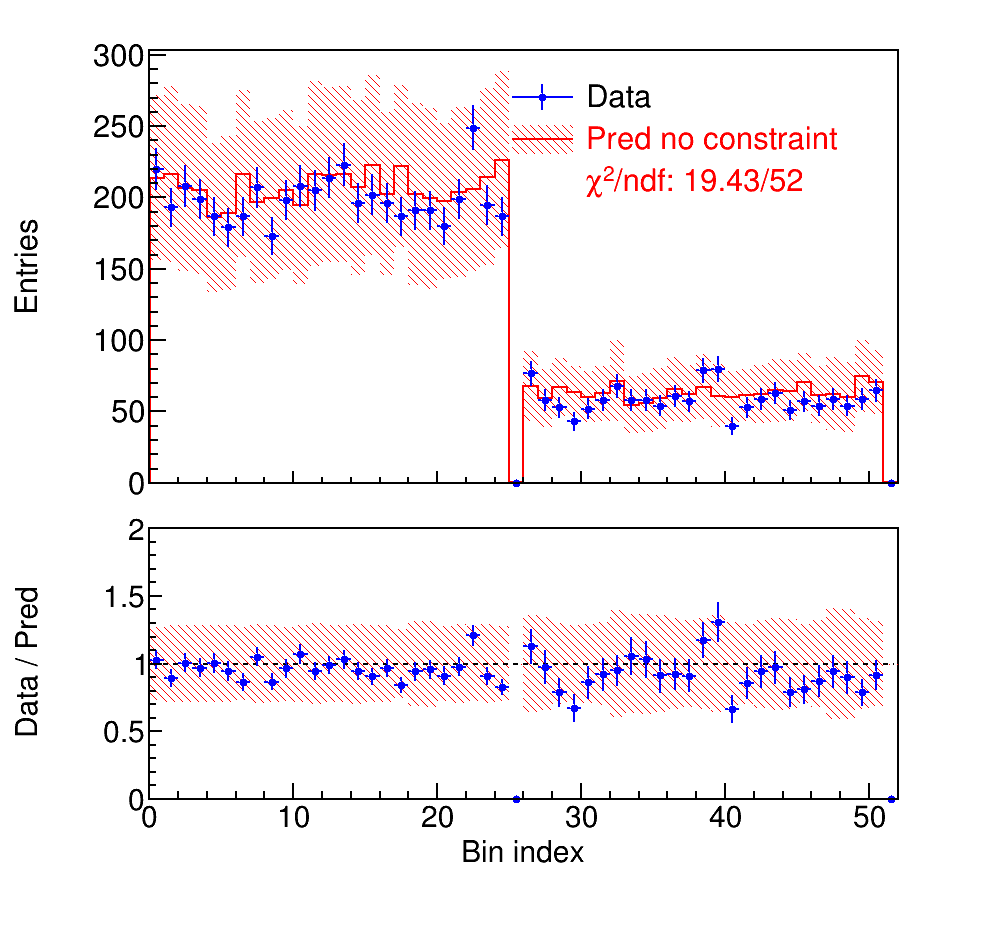 300
250
200
150
100
50
0
Entries
Data
Pred no constraint
χ²/ndf: 19.43/52
2
1.5
1
0.5
0
Data / Pred
0 10 20 30 40 50
Bin index